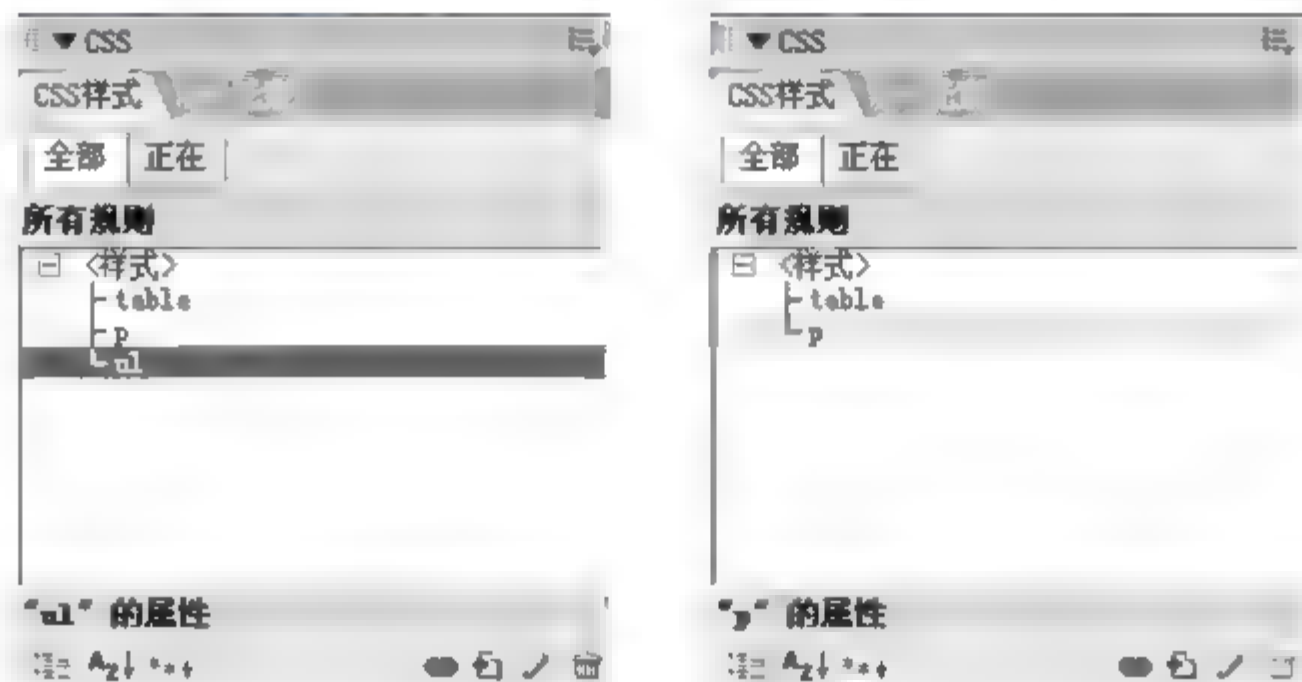 CSS
CSS样式
全部 正在
所有规则
<样式>
table
p
ul
"ul" 的属性
CSS
CSS样式
全部 正在
所有规则
<样式>
table
p
"p" 的属性